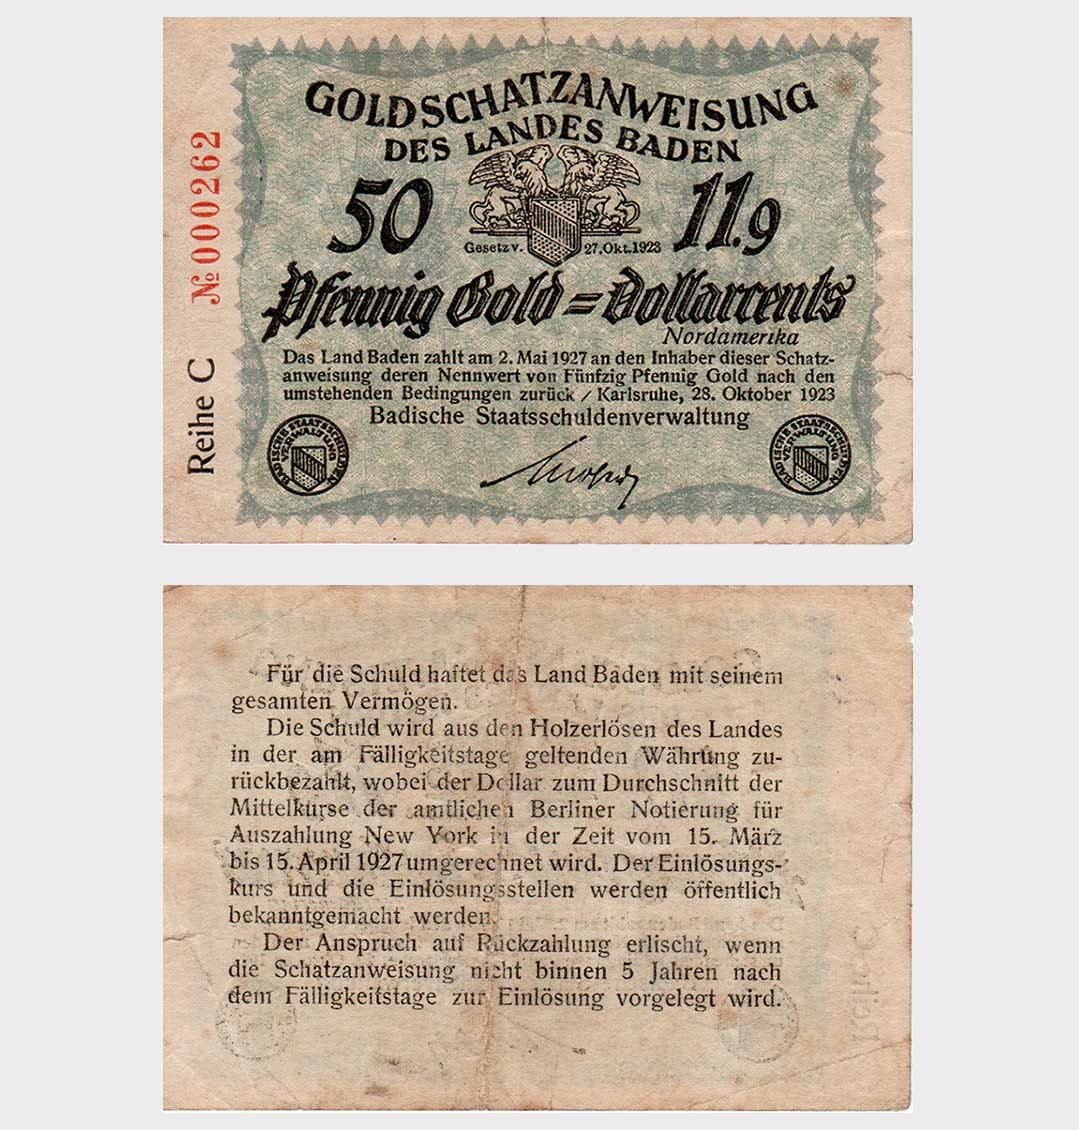 GOLDSCHATZANWEISUNG
DES LANDES BADEN
50 11.9
Gesetz v. 27. Okt. 1923
Pfennig Gold = Dollarcents
Nordamerika
Das Land Baden zahlt am 2. Mai 1927 an den Inhaber dieser Schatz-
anweisung deren Nennwert von Fünfzig Pfennig Gold nach den
umstehenden Bedingungen zurück / Karlsruhe, 28. Oktober 1923
Badische Staatsschuldenverwaltung
BADISCHE STAATSSCHULDEN
VERWALTUNG
BADISCHE STAATSSCHULDEN
VERWALTUNG
Reihe C № 000262
Für die Schuld haftet das Land Baden mit seinem
gesamten Vermögen.
Die Schuld wird aus den Holzerlösen des Landes
in der am Fälligkeitstage geltenden Währung zu-
rückbezahlt, wobei der Dollar zum Durchschnitt der
Mittelkurse der amtlichen Berliner Notierung für
Auszahlung New York in der Zeit vom 15. März
bis 15. April 1927 umgerechnet wird. Der Einlösungs-
kurs und die Einlösungsstellen werden öffentlich
bekanntgemacht werden.
Der Anspruch auf Rückzahlung erlischt, wenn
die Schatzanweisung nicht binnen 5 Jahren nach
dem Fälligkeitstage zur Einlösung vorgelegt wird.